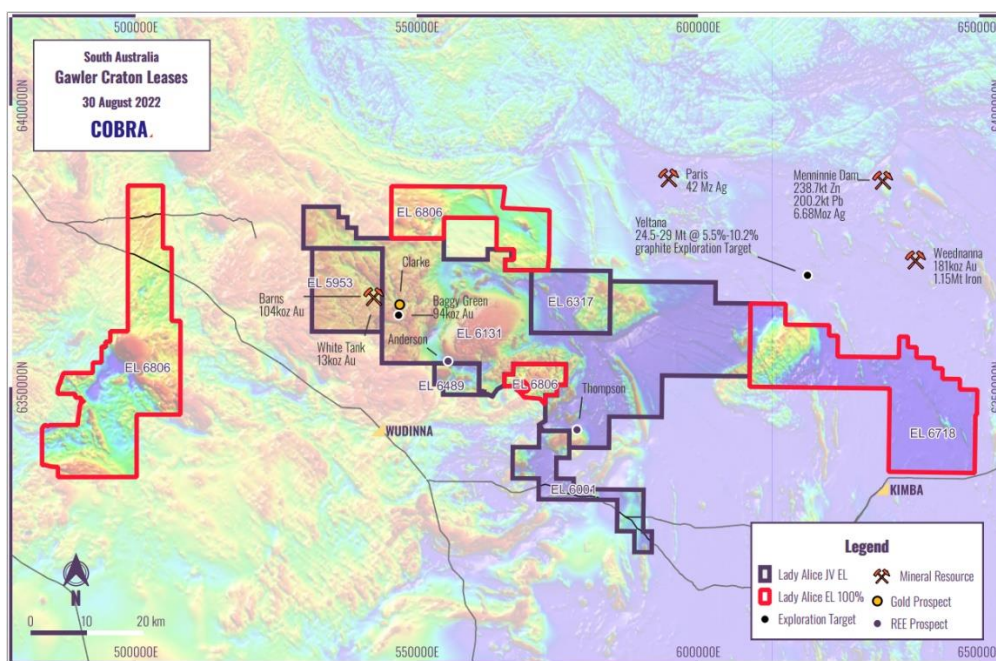 500000E
550000E
600000E
650000
South Australia
Gawler Craton Leases
30 August 2022
COBRA
6400000N
6400000N
Paris
42 Mz Ag
Menninnie Dam
238.7kt Zn
200.2kt Pb
6.68Moz Ag
EL 6806
Yeltana
24.5-29 Mt @ 5.5%-10.2%
graphite Exploration Target
Weednanna
181koz Au
1.15Mt Iron
Clarke
EL 5953
Barns
104koz Au
Baggy Green
94koz Au
EL 6317
EL 6131
White Tank
13koz Au
Anderson
EL 6806
EL 6489
EL 6806
Thompson
6350000N
6350000N
WUDINNA
EL 6718
EL 6001
KIMBA
Legend
Lady Alice JV EL
Mineral Resource
Lady Alice EL 100%
Gold Prospect
Exploration Target
REE Prospect
N
0 10 20 km
500000E
550000E
600000E
650000